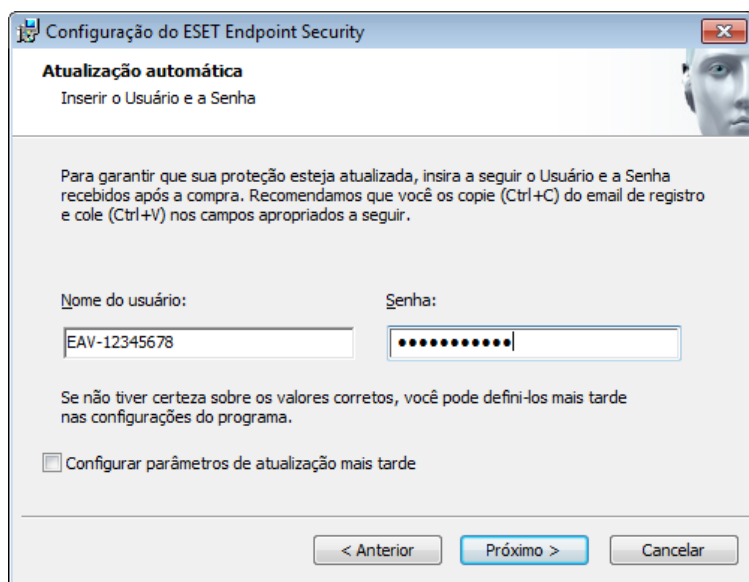 Configuração do ESET Endpoint Security
Atualização automática
Inserir o Usuário e a Senha
Para garantir que sua proteção esteja atualizada, insira a seguir o Usuário e a Senha
recebidos após a compra. Recomendamos que você os copie (Ctrl+C) do email de registro
e cole (Ctrl+V) nos campos apropriados a seguir.
Nome do usuário:
Senha:
EAV-12345678
●●●●●●●●●●●
Se não tiver certeza sobre os valores corretos, você pode defini-los mais tarde
nas configurações do programa.
Configurar parâmetros de atualização mais tarde
< Anterior
Próximo >
Cancelar